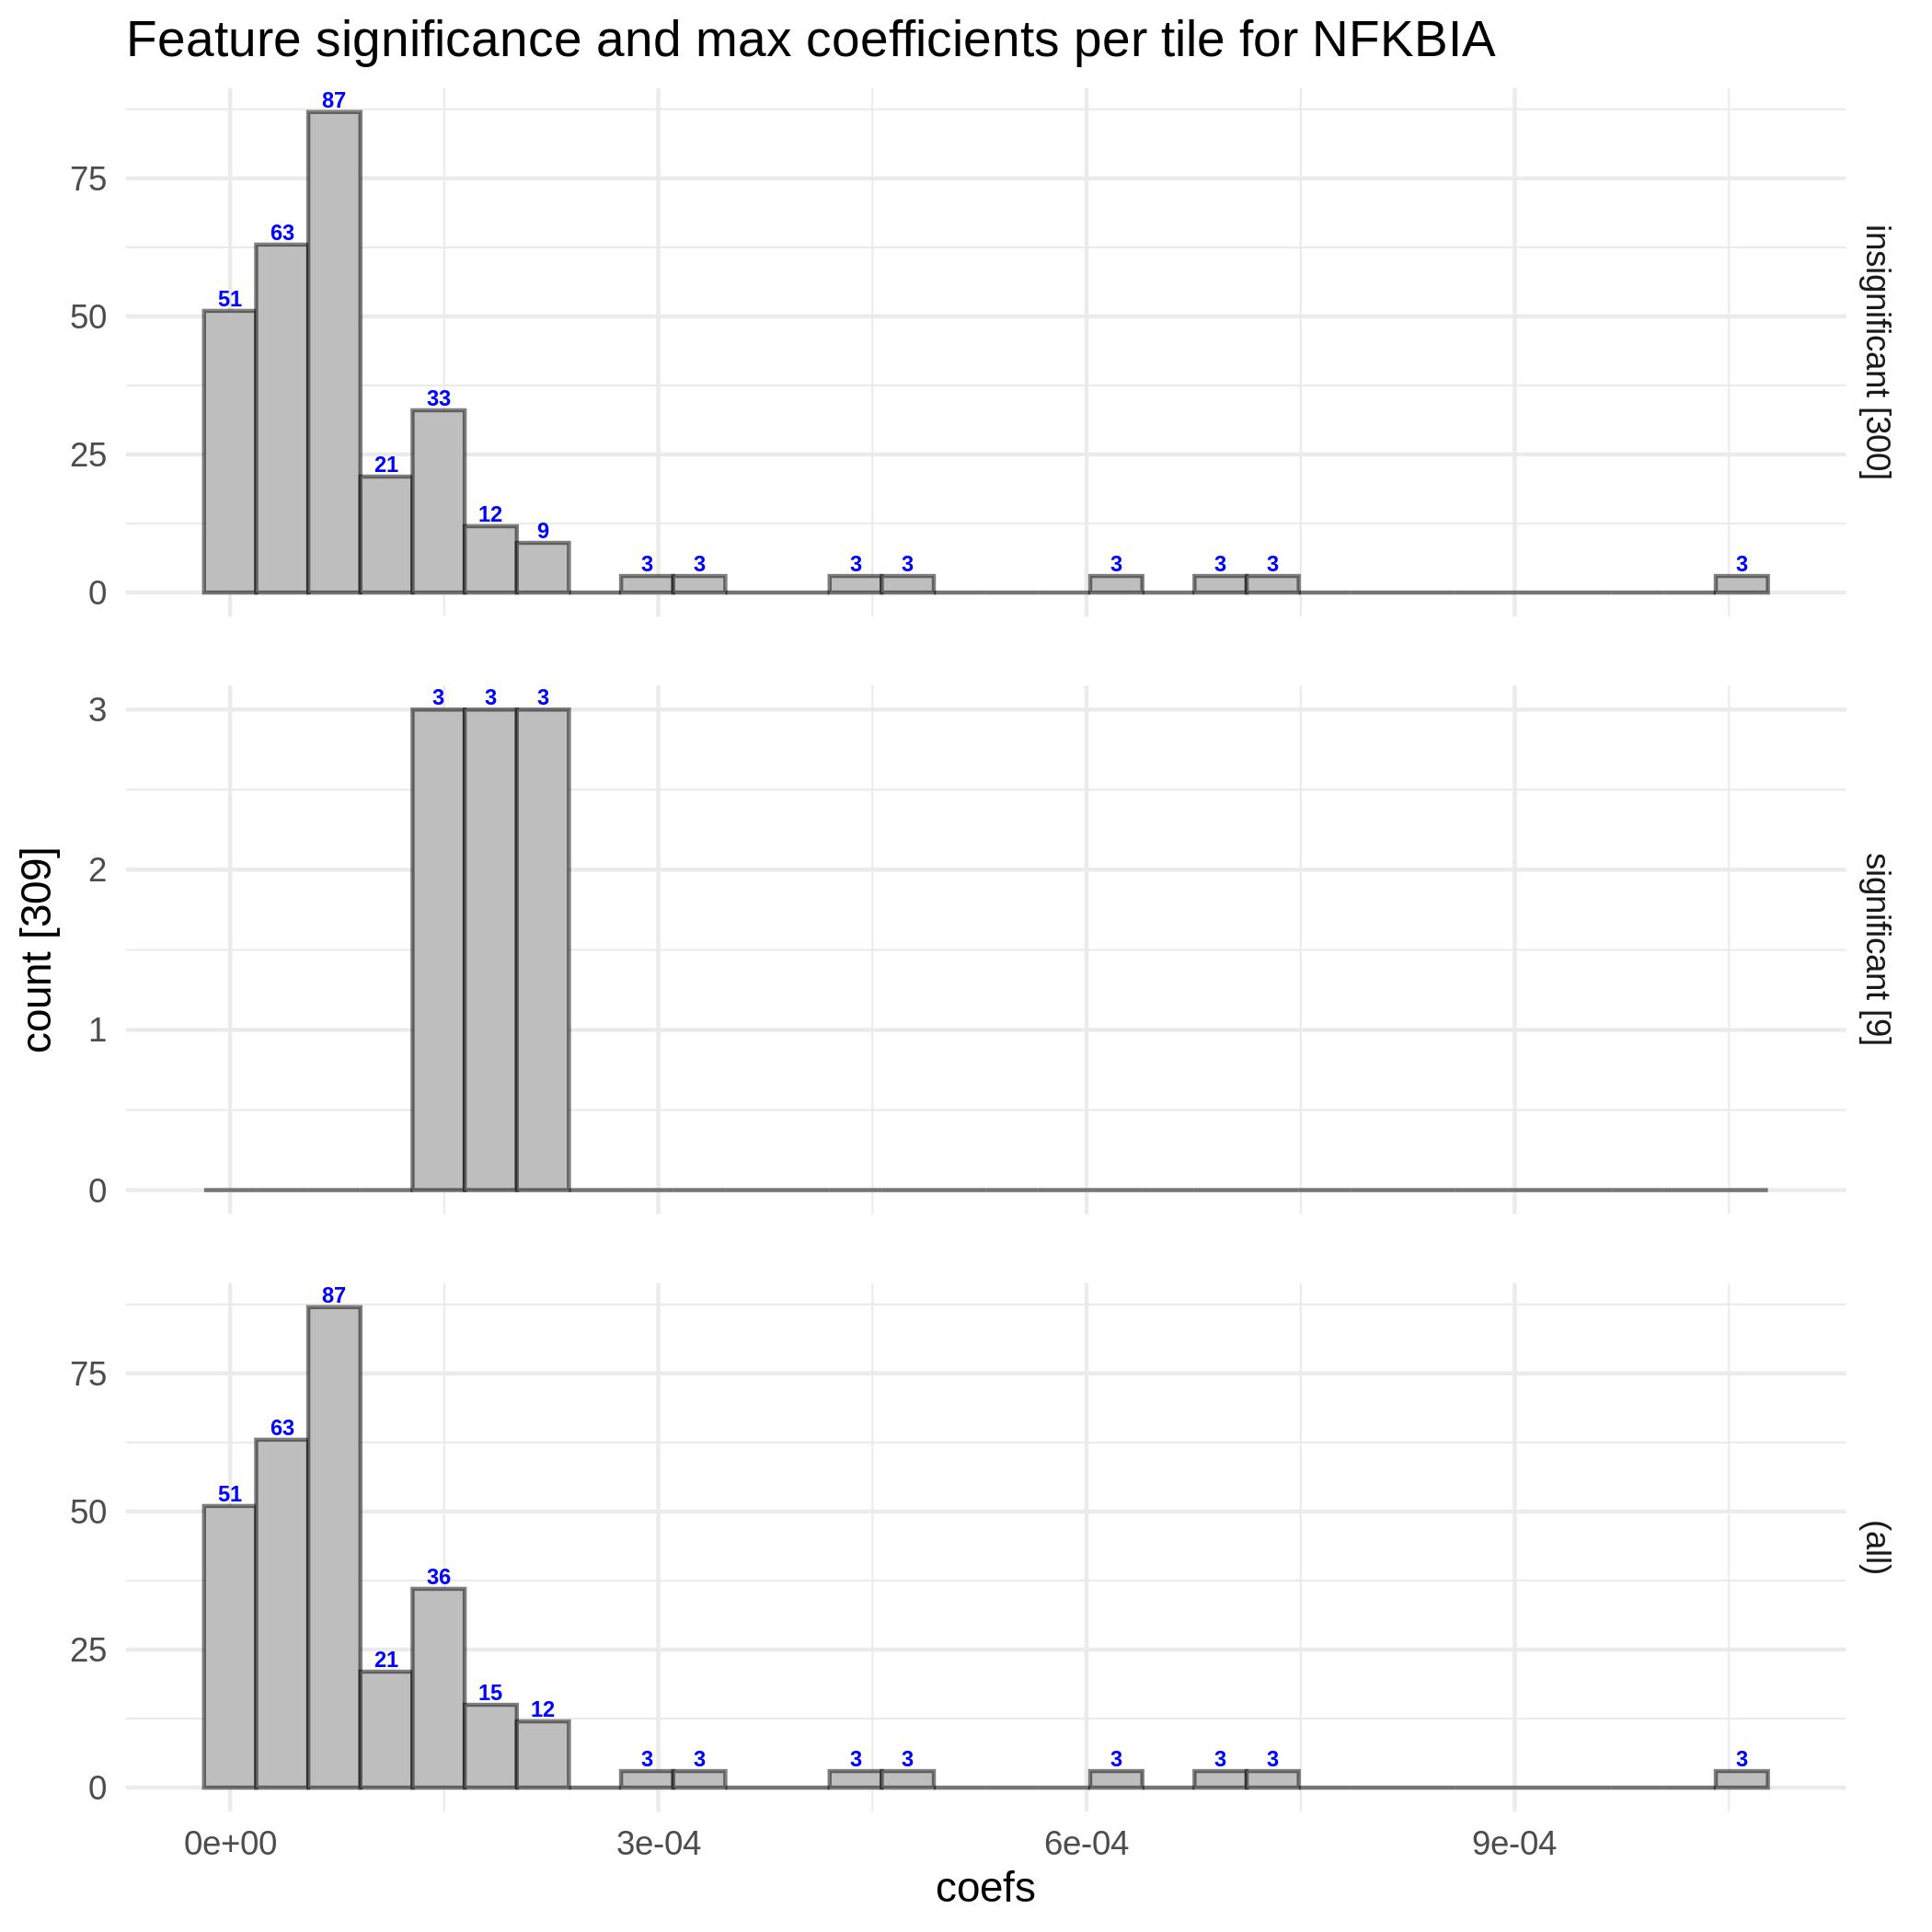 Feature significance and max coefficients per tile for NFKBIA
87
75
63
51
50
33
25
21
12
9
3 3 3 3 3 3 3 3
0
insignificant [300]
3 3 3
3
2
1
0
significant [9]
count [309]
87
75
63
51
50
36
25
21
15
12
3 3 3 3 3 3 3 3
0
(all)
0e+00 3e-04 6e-04 9e-04
coefs